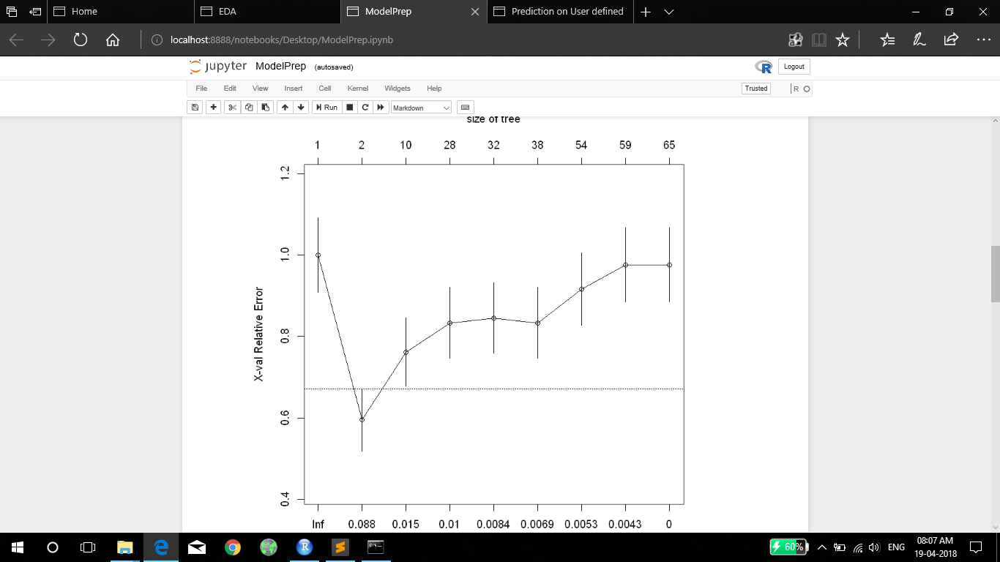 Home EDA ModelPrep Prediction on User defined
localhost:8888/notebooks/Desktop/ModelPrep.ipynb
jupyter ModelPrep (autosaved) R Logout
File Edit View Insert Cell Kernel Widgets Help Trusted R
Run Markdown
size of tree
1 2 10 28 32 38 54 59 65
1.2
1.0
0.8
0.6
0.4
X-val Relative Error
Inf 0.088 0.015 0.01 0.0084 0.0069 0.0053 0.0043 0
R 60% ENG 08:07 AM
19-04-2018